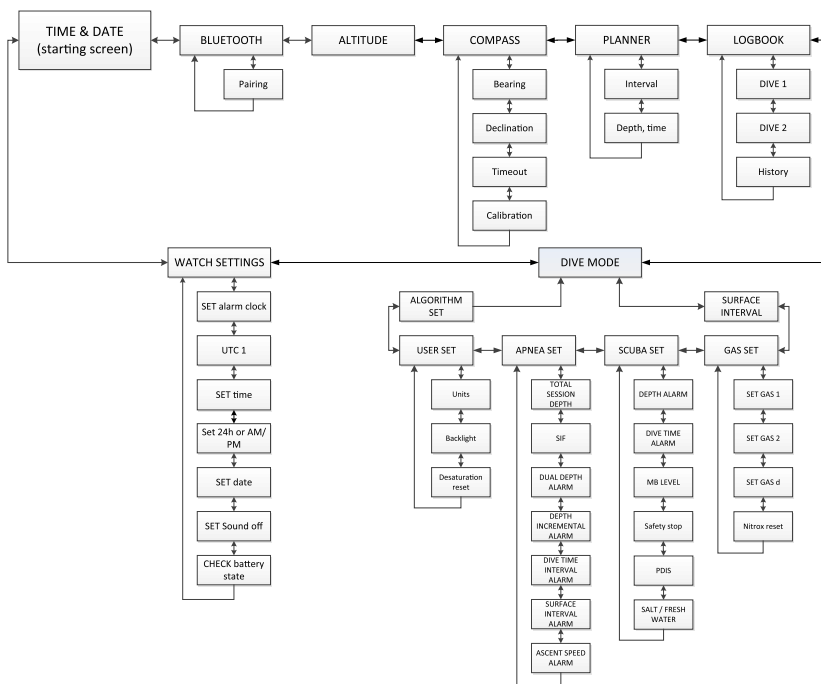 TIME & DATE
(starting screen)
BLUETOOTH
ALTITUDE
COMPASS
PLANNER
LOGBOOK
Pairing
Bearing
Declination
Timeout
Calibration
Interval
Depth, time
DIVE 1
DIVE 2
History
WATCH SETTINGS
DIVE MODE
SET alarm clock
UTC 1
SET time
Set 24h or AM/
PM
SET date
SET Sound off
CHECK battery
state
ALGORITHM
SET
SURFACE
INTERVAL
USER SET
APNEA SET
SCUBA SET
GAS SET
Units
Backlight
Desaturation
reset
TOTAL
SESSION
DEPTH
SIF
DUAL DEPTH
ALARM
DEPTH
INCREMENTAL
ALARM
DIVE TIME
INTERVAL
ALARM
SURFACE
INTERVAL
ALARM
ASCENT SPEED
ALARM
DEPTH ALARM
DIVE TIME
ALARM
MB LEVEL
Safety stop
PDIS
SALT / FRESH
WATER
SET GAS 1
SET GAS 2
SET GAS d
Nitrox reset